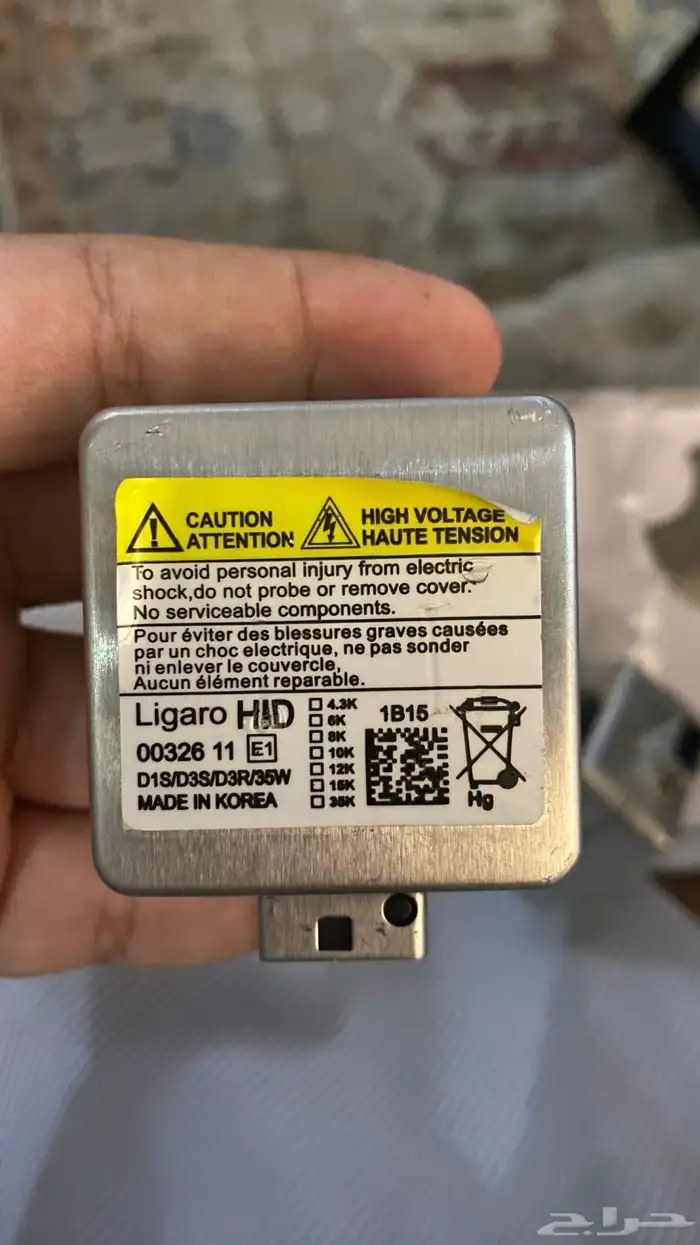 CAUTION
ATTENTION!
HIGH VOLTAGE
HAUTE TENSION
To avoid personal injury from electric
shock,do not probe or remove cover.
No serviceable components.
Pour éviter des blessures graves causées
par un choc electrique, ne pas sonder
ni enlever le couvercle,
Aucun élément reparable.
Ligaro HID
00326 11 E1
D1S/D3S/D3R/35W
MADE IN KOREA
4.3K
6K
8K
10K
12K
15K
35K
1B15
Hg
حراج